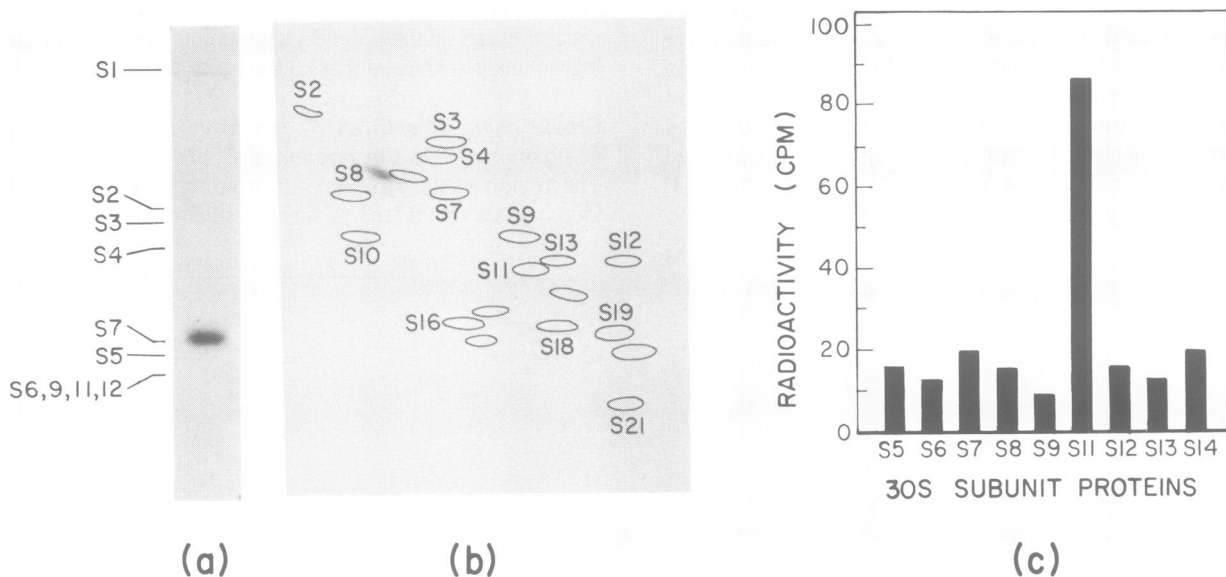 S1
S2
S3
S4
S7
S5
S6,9,11,12
(a)
S2
S3
S4
S8
S7
S9
S10
S13
S12
S11
S16
S19
S18
S21
(b)
RADIOACTIVITY (CPM)
100
80
60
40
20
0
S5 S6 S7 S8 S9 S11 S12 S13 S14
30S SUBUNIT PROTEINS
(c)